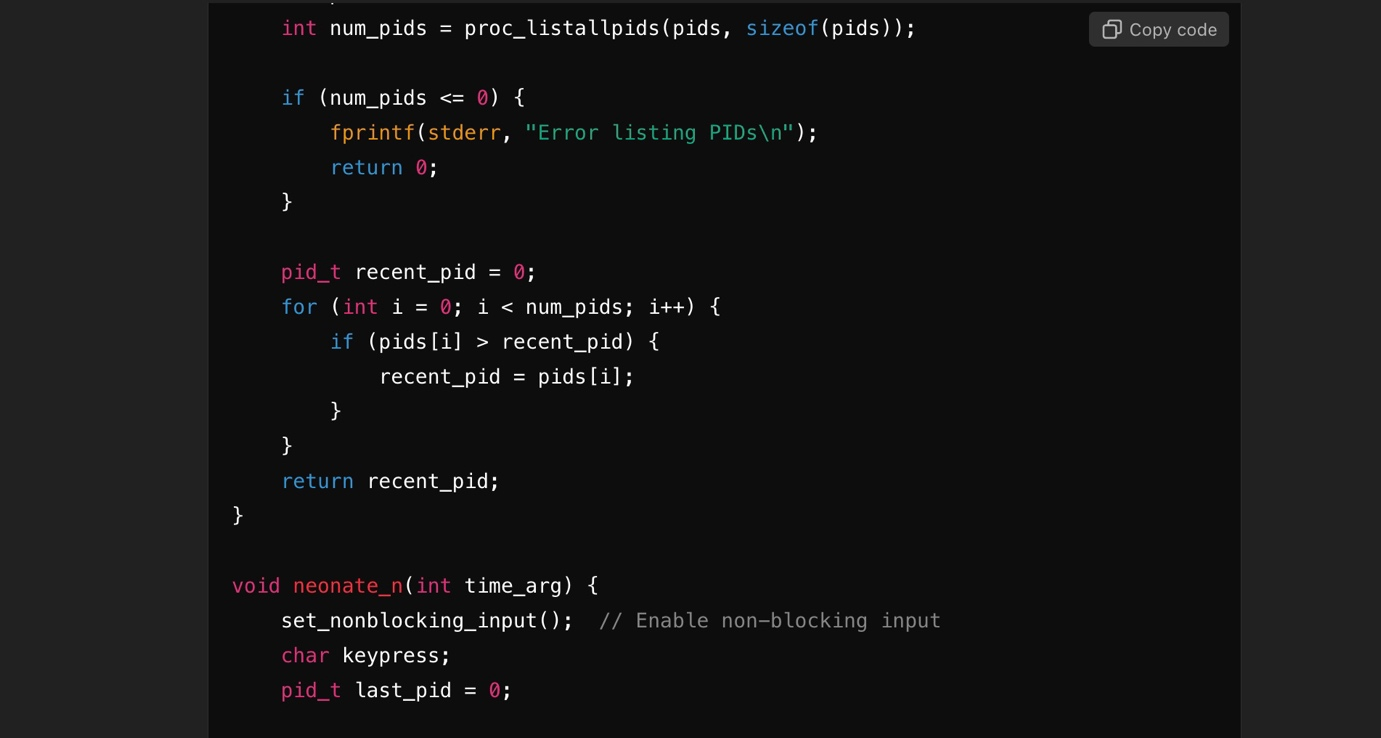 int num_pids = proc_listallpids(pids, sizeof(pids));
Copy code
if (num_pids <= 0) {
fprintf(stderr, "Error listing PIDs\n");
return 0;
}
pid_t recent_pid = 0;
for (int i = 0; i < num_pids; i++) {
if (pids[i] > recent_pid) {
recent_pid = pids[i];
}
}
return recent_pid;
}
void neonate_n(int time_arg) {
set_nonblocking_input();  // Enable non-blocking input
char keypress;
pid_t last_pid = 0;